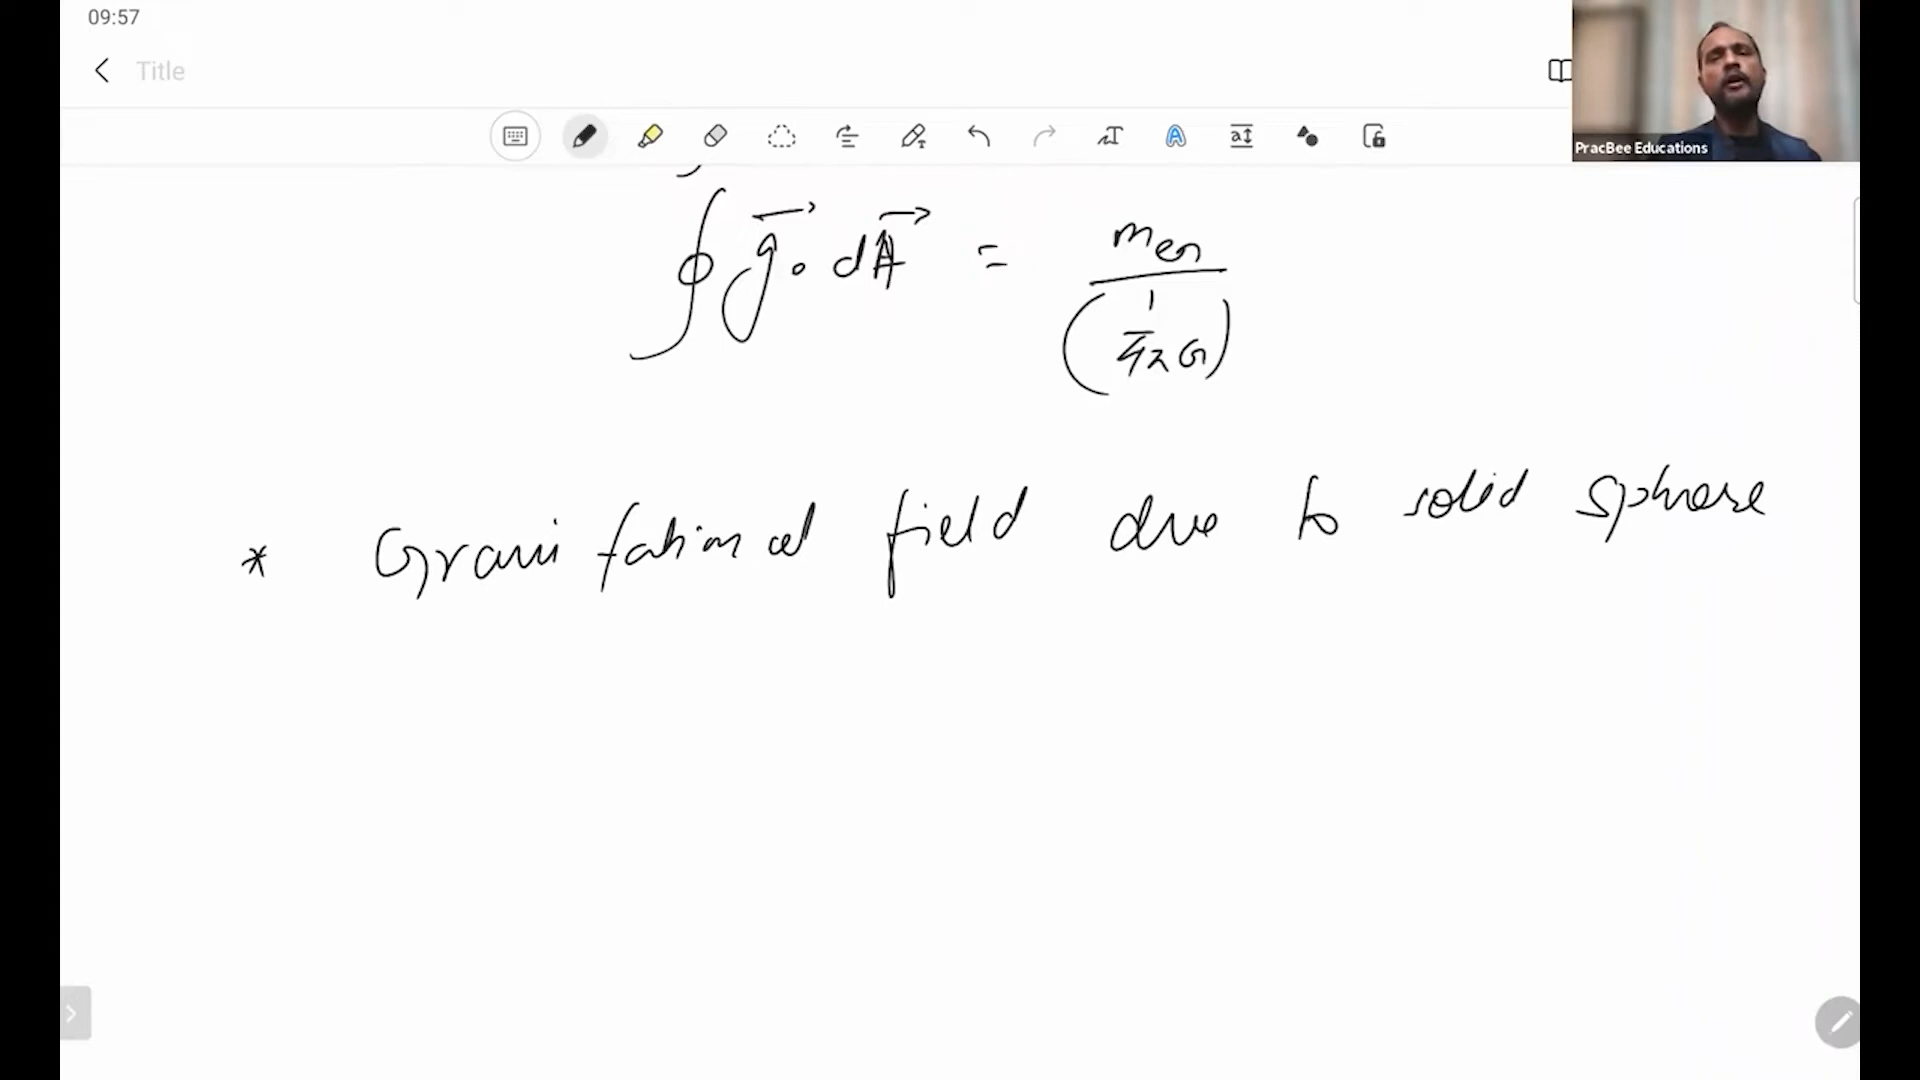 09:57
Title
PracBee Educations
∮ g⃗ · dA⃗ = m_en / (1/4πG)
* Gravitational field due to solid sphere